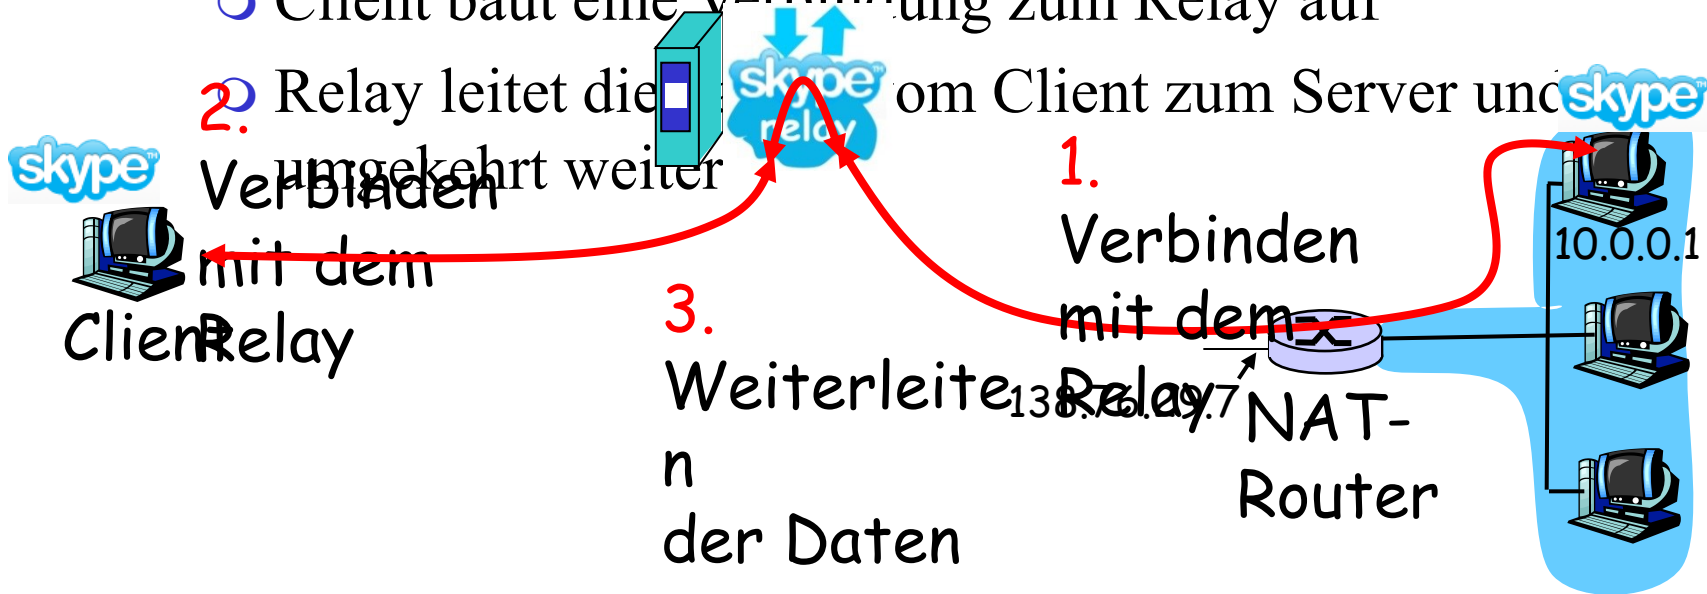 Client baut eine Verbindung zum Relay auf
Relay leitet die om Client zum Server und
umgekehrt weiter
skype
relay
skype
skype
2.
Verbinden
mit dem
Relay
Client
1.
Verbinden
mit dem
Relay
10.0.0.1
3.
Weiterleite
n
der Daten
138.76.29.7
NAT-
Router